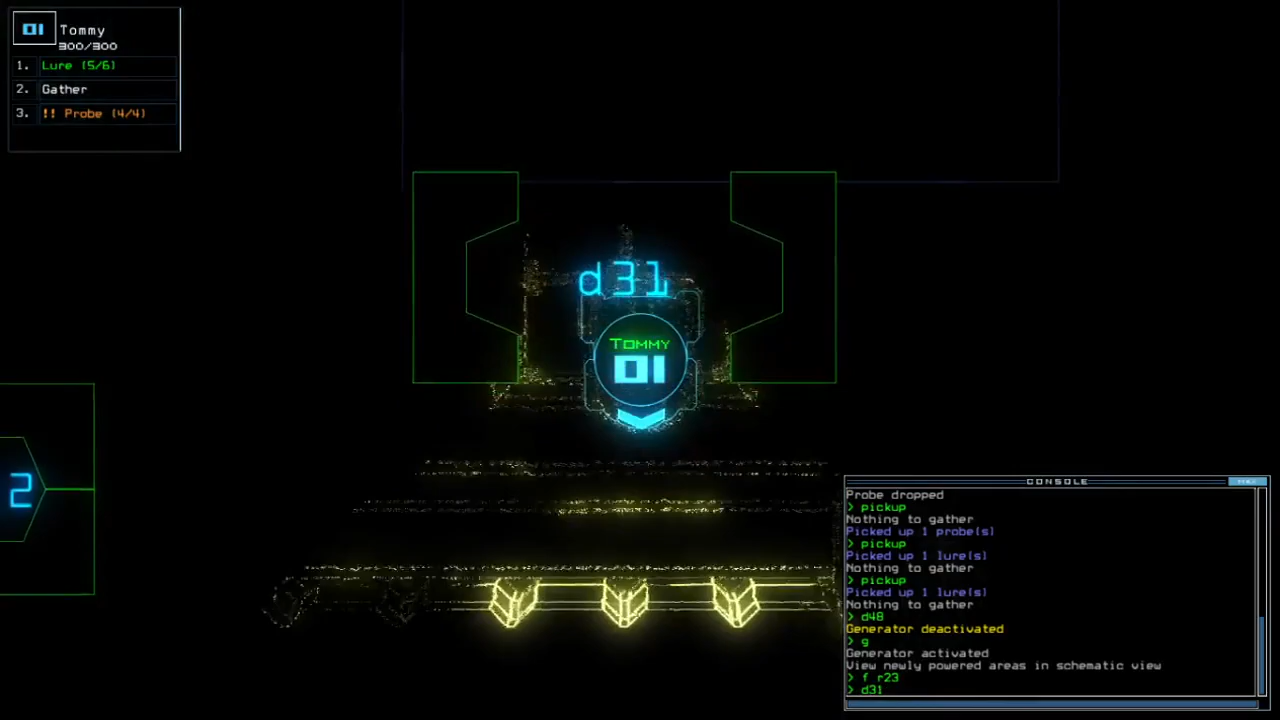 01 Tommy
300/300
1. Lure (5/6)
2. Gather
3. !! Probe (4/4)
d31
TOMMY
01
2
CONSOLE
Probe dropped
> pickup
Nothing to gather
Picked up 1 probe(s)
> pickup
Picked up 1 lure(s)
Nothing to gather
> pickup
Picked up 1 lure(s)
Nothing to gather
> d48
Generator deactivated
> g
Generator activated
View newly powered areas in schematic view
> f r23
> d31